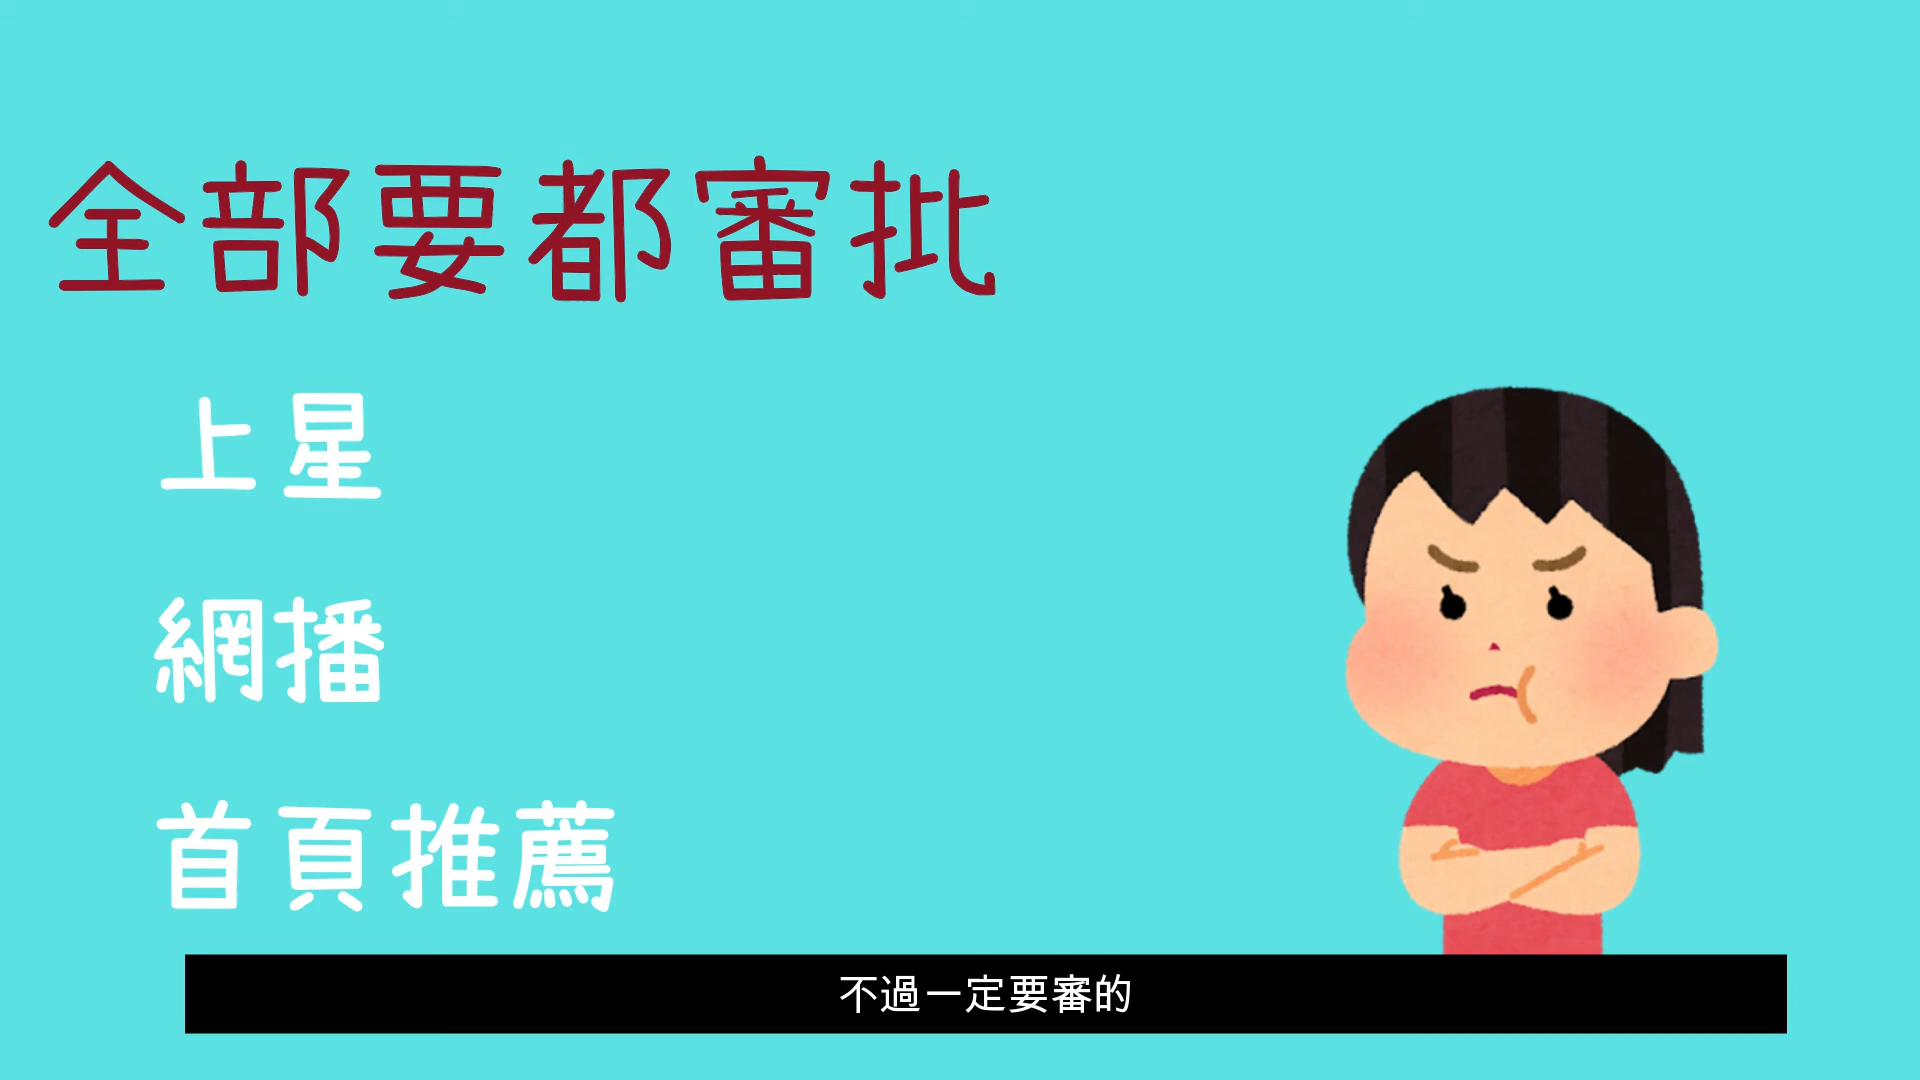 全部要都審批
上星
網播
首頁推薦
不過一定要審的